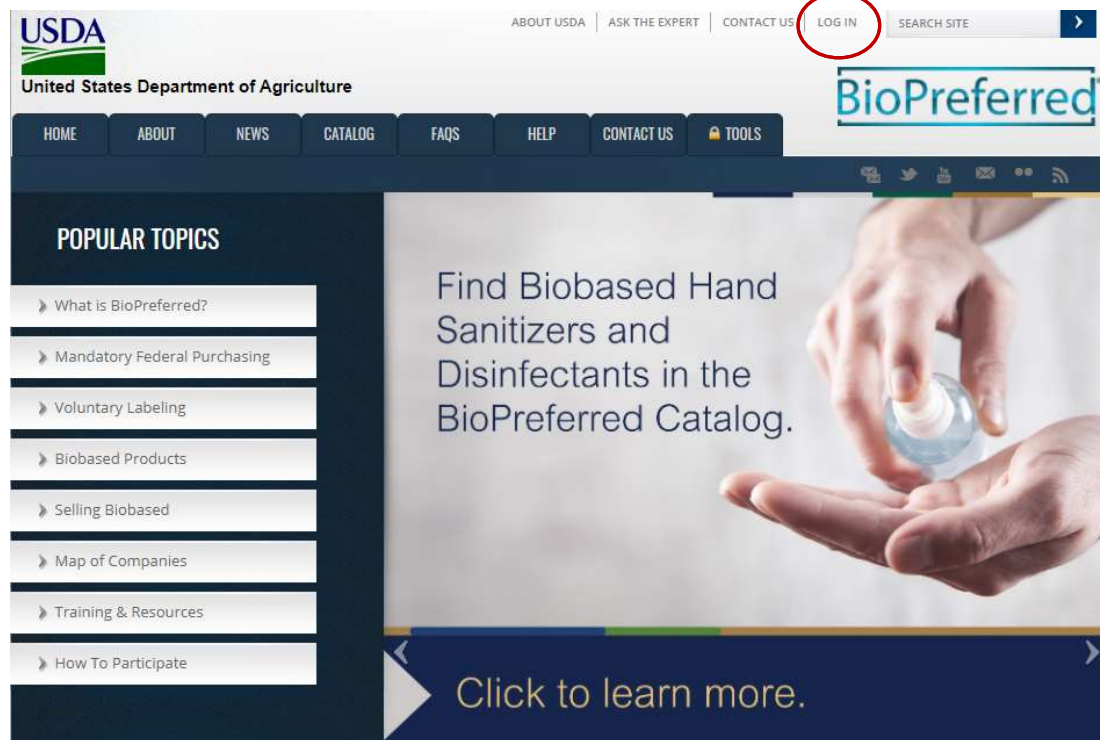 USDA
United States Department of Agriculture
ABOUT USDA
ASK THE EXPERT
CONTACT US
LOG IN
SEARCH SITE
BioPreferred
HOME
ABOUT
NEWS
CATALOG
FAQS
HELP
CONTACT US
TOOLS
POPULAR TOPICS
What is BioPreferred?
Mandatory Federal Purchasing
Voluntary Labeling
Biobased Products
Selling Biobased
Map of Companies
Training & Resources
How To Participate
Find Biobased Hand
Sanitizers and
Disinfectants in the
BioPreferred Catalog.
Click to learn more.